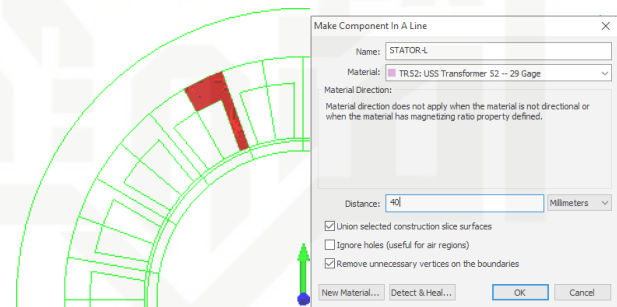 Make Component In A Line
Name: STATOR-L
Material: TR52: USS Transformer 52 -- 29 Gage
Material Direction:
Material direction does not apply when the material is not directional or
when the material has magnetizing ratio property defined.
Distance: 40 Millimeters
Union selected construction slice surfaces
Ignore holes (useful for air regions)
Remove unnecessary vertices on the boundaries
New Material... Detect & Heal... OK Cancel